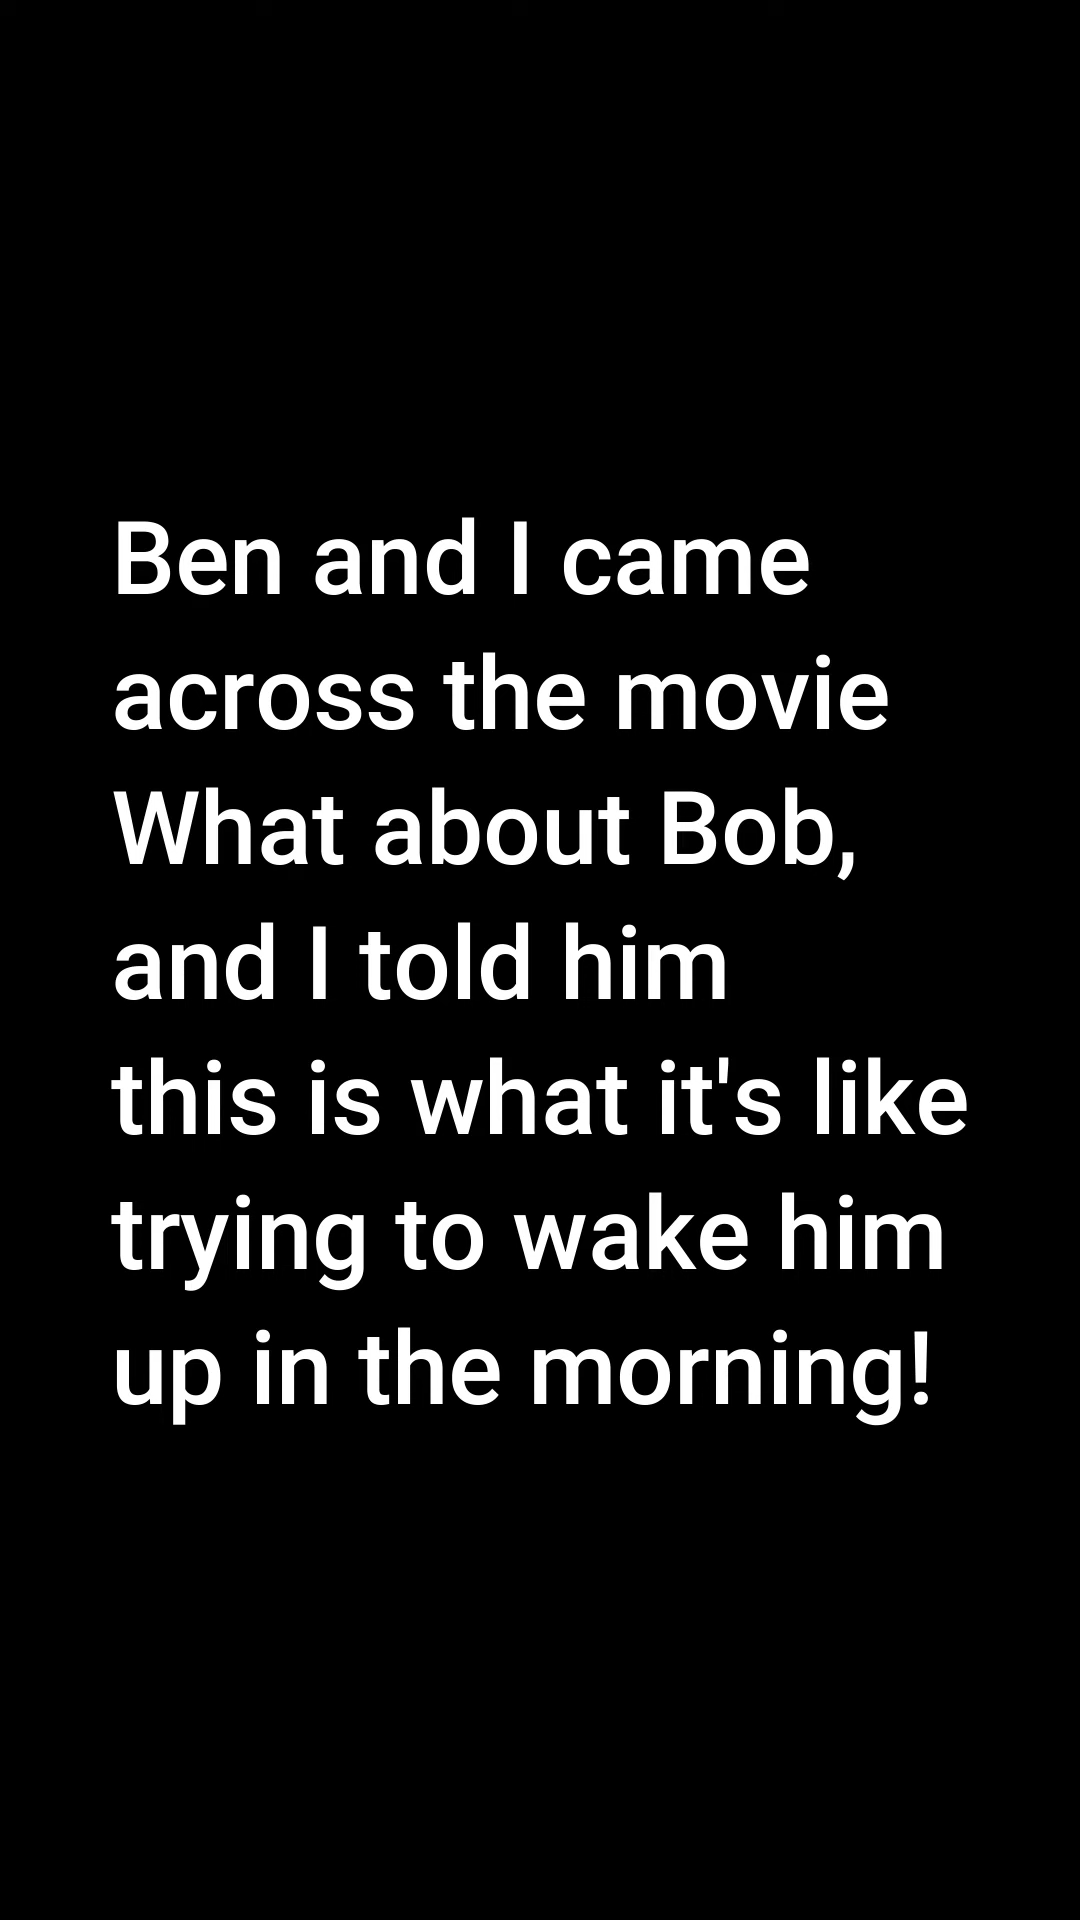 Ben and I came
across the movie
What about Bob,
and I told him
this is what it's like
trying to wake him
up in the morning!